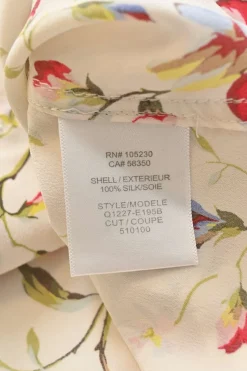 RN# 105230
CA# 58350
SHELL / EXTERIEUR
100% SILK/SOIE
STYLE/MODELE
Q1227-E195B
CUT / COUPE
510100